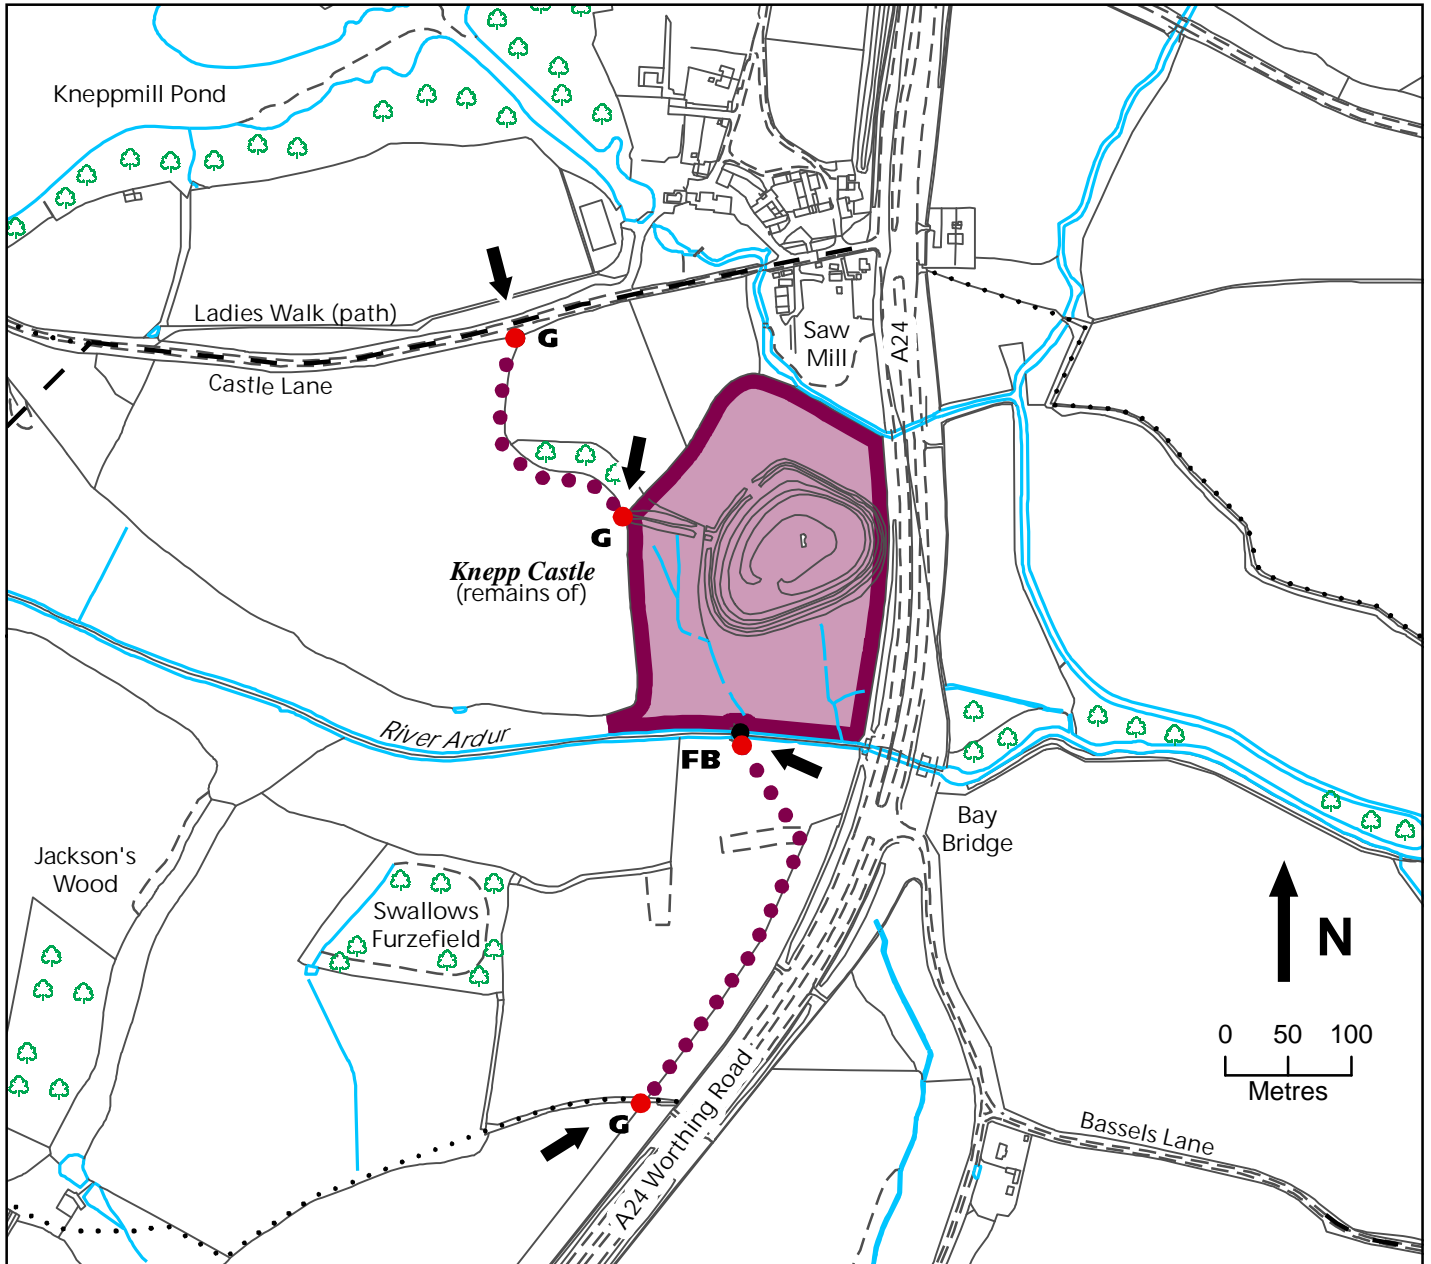 Kneppmill Pond
Ladies Walk (path)
Castle Lane
G
Saw
Mill
A24
G
Knepp Castle
(remains of)
River Ardur
FB
Bay
Bridge
Jackson's
Wood
Swallows
Furzefield
N
0 50 100
Metres
G
A24 Worthing Road
Bassels Lane